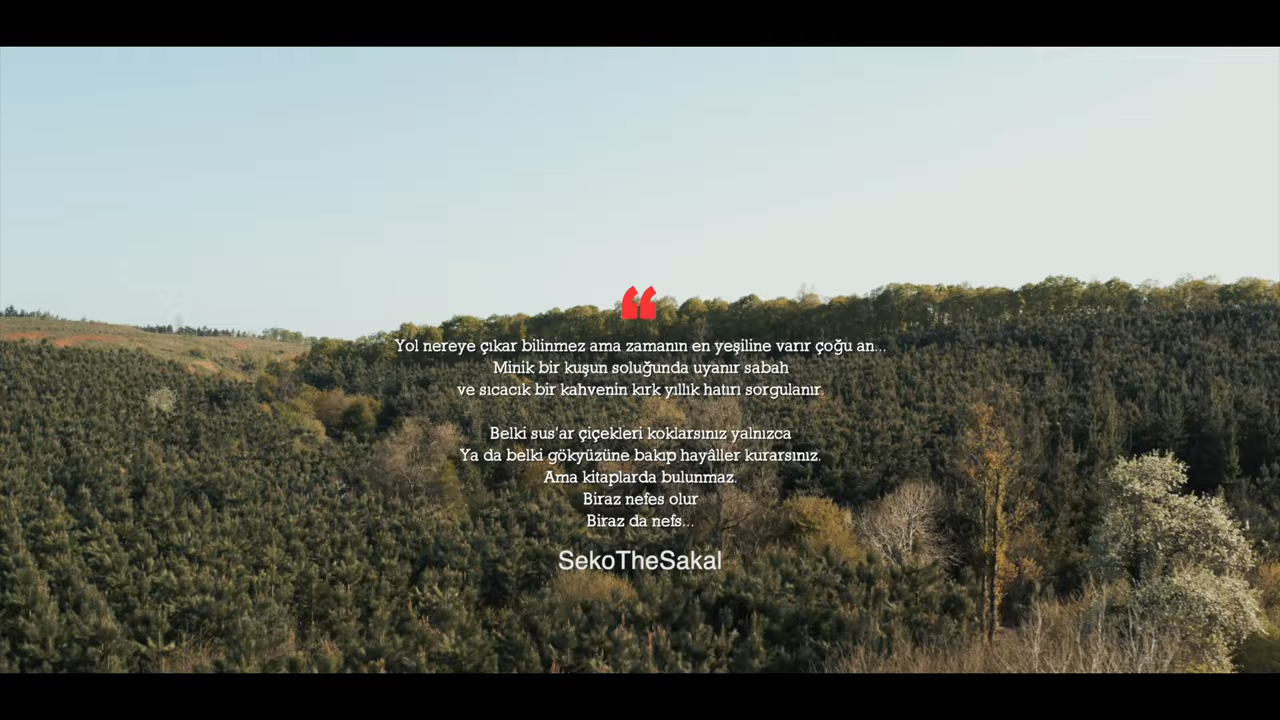 Yol nereye çıkar bilinmez ama zamanın en yeşiline varır çoğu an...
Minik bir kuşun soluğunda uyanır sabah
ve sıcacık bir kahvenin kırk yıllık hatırı sorgulanır.
Belki sus'ar çiçekleri koklarsınız yalnızca
Ya da belki gökyüzüne bakıp hayâller kurarsınız.
Ama kitaplarda bulunmaz.
Biraz nefes olur
Biraz da nefs...
SekoTheSakal